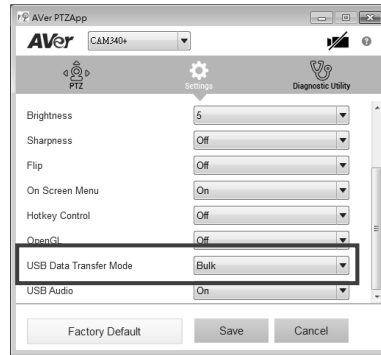 AVer PTZApp
AVer CAM340+
PTZ Settings Diagnostic Utility
Brightness 5
Sharpness Off
Flip Off
On Screen Menu On
Hotkey Control Off
OpenGL Off
USB Data Transfer Mode Bulk
USB Audio On
Factory Default Save Cancel